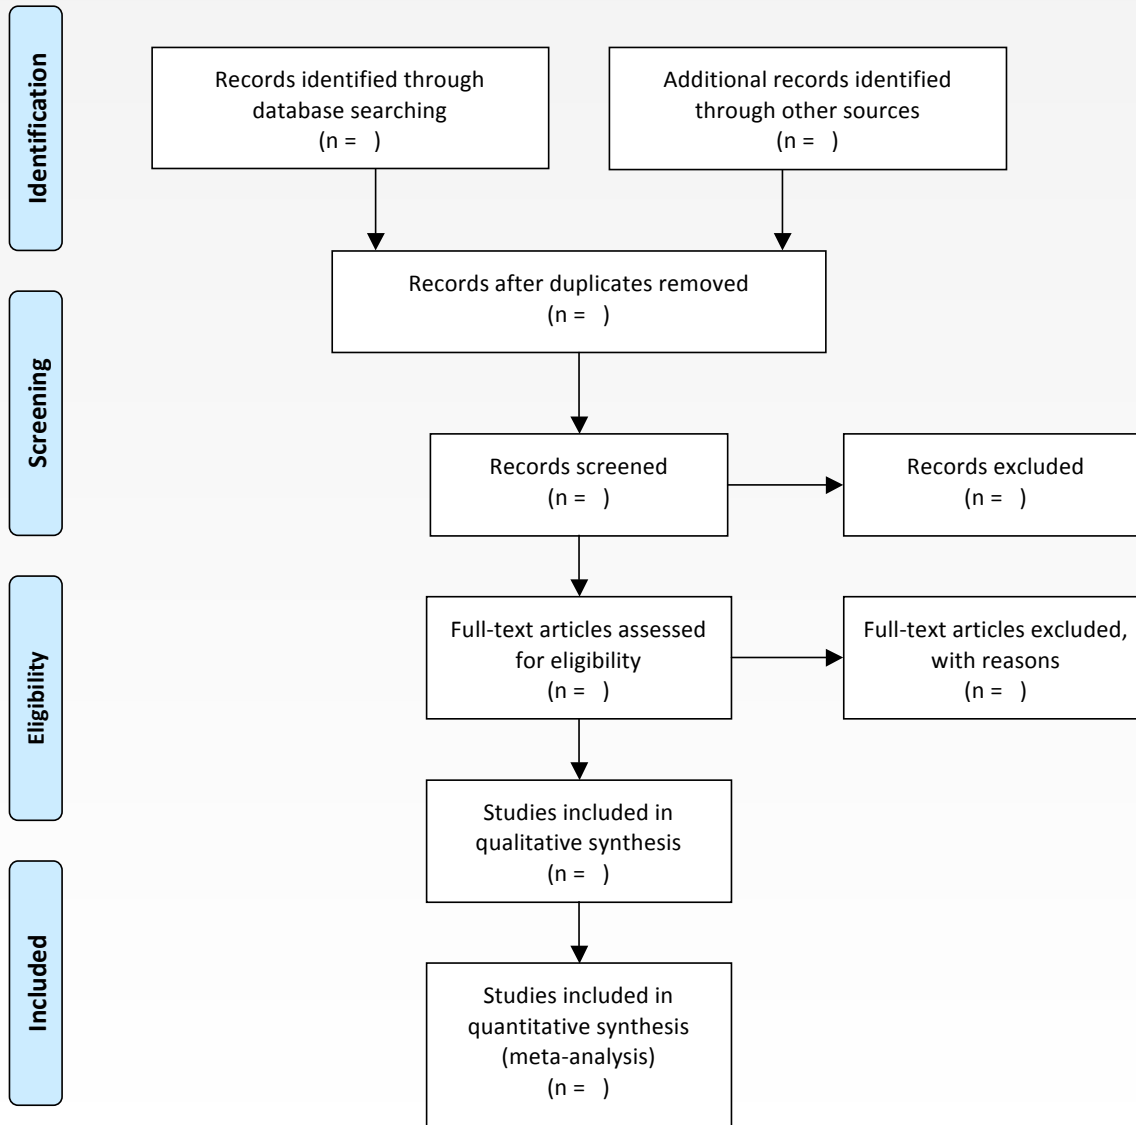 Identification
Records identified through
database searching
(n =   )
Additional records identified
through other sources
(n =   )
Records after duplicates removed
(n =   )
Screening
Records screened
(n =   )
Records excluded
(n =   )
Eligibility
Full-text articles assessed
for eligibility
(n =   )
Full-text articles excluded,
with reasons
(n =   )
Studies included in
qualitative synthesis
(n =   )
Included
Studies included in
quantitative synthesis
(meta-analysis)
(n =   )